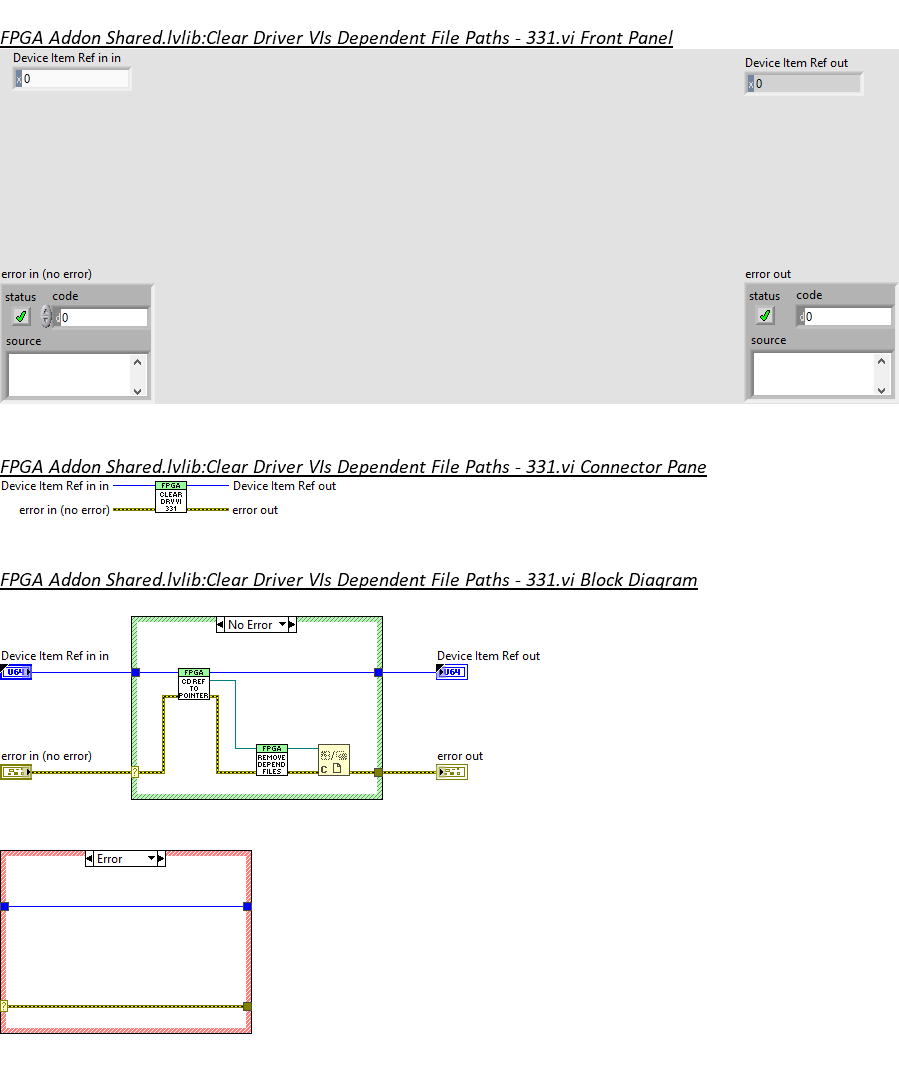 FPGA Addon Shared.lvlib:Clear Driver VIs Dependent File Paths - 331.vi Front Panel
Device Item Ref in in
x 0
Device Item Ref out
x 0
error in (no error)
status code
d 0
source
error out
status code
d 0
source
FPGA Addon Shared.lvlib:Clear Driver VIs Dependent File Paths - 331.vi Connector Pane
Device Item Ref in in
FPGA
CLEAR
DRV VI
331
Device Item Ref out
error in (no error)
error out
FPGA Addon Shared.lvlib:Clear Driver VIs Dependent File Paths - 331.vi Block Diagram
No Error
Device Item Ref in in
U64
FPGA
CD REF
TO
POINTER
Device Item Ref out
U64
error in (no error)
?
FPGA
REMOVE
DEPEND
FILES
C
error out
Error
?